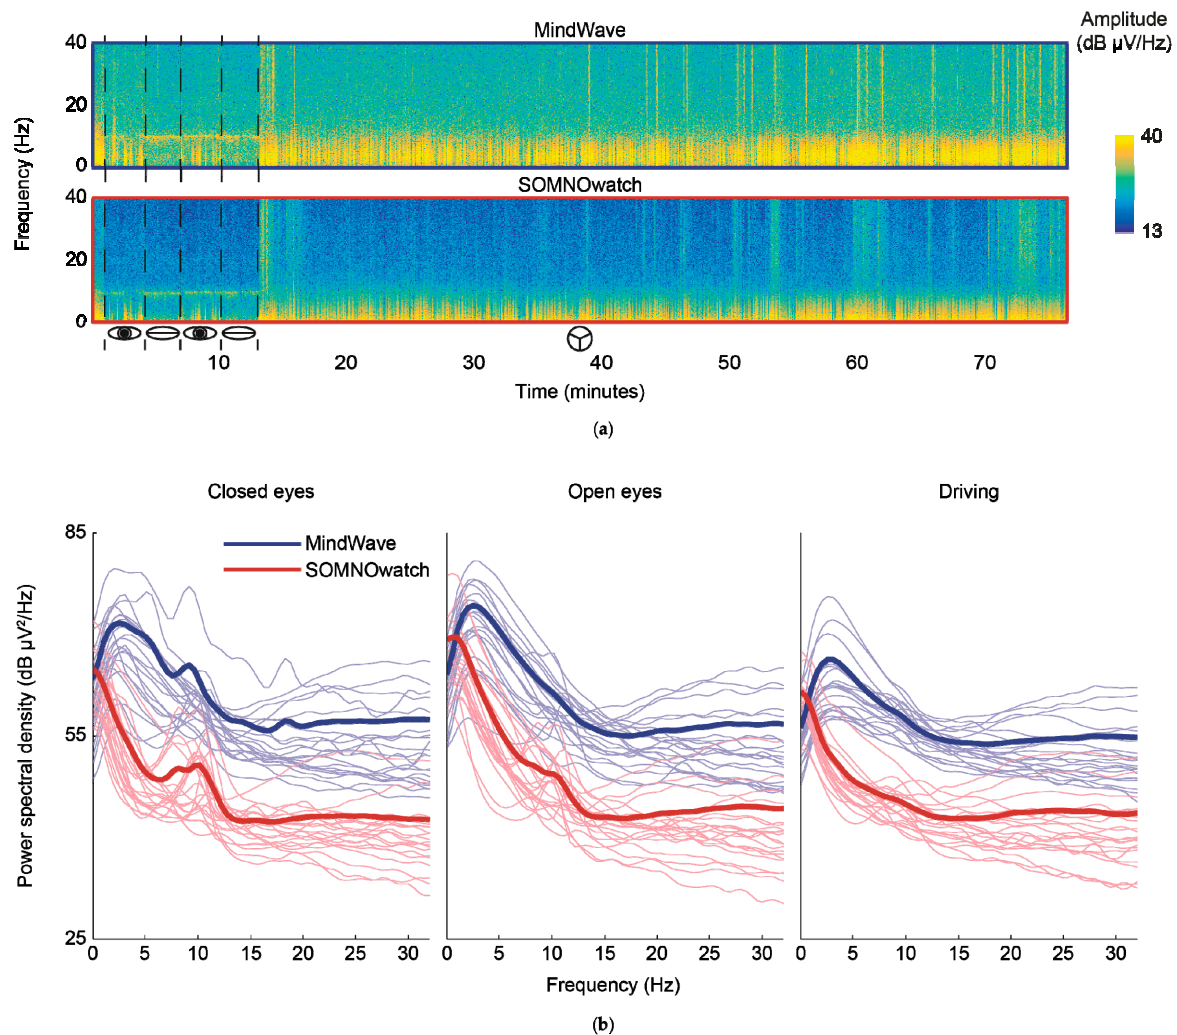 MindWave
Amplitude
(dB µV/Hz)
40
20
0
Frequency (Hz)
40
13
SOMNOwatch
40
20
0
10 20 30 40 50 60 70
Time (minutes)
(a)
Closed eyes Open eyes Driving
85
55
25
Power spectral density (dB µV²/Hz)
MindWave
SOMNOwatch
0 5 10 15 20 25 30 0 5 10 15 20 25 30 0 5 10 15 20 25 30
Frequency (Hz)
(b)